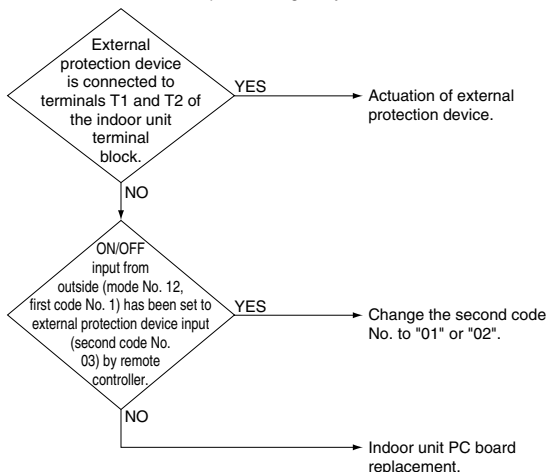 External
protection device
is connected to
terminals T1 and T2 of
the indoor unit
terminal
block.
YES
Actuation of external
protection device.
NO
ON/OFF
input from
outside (mode No. 12,
first code No. 1) has been set to
external protection device input
(second code No.
03) by remote
controller.
YES
Change the second code
No. to "01" or "02".
NO
Indoor unit PC board
replacement.